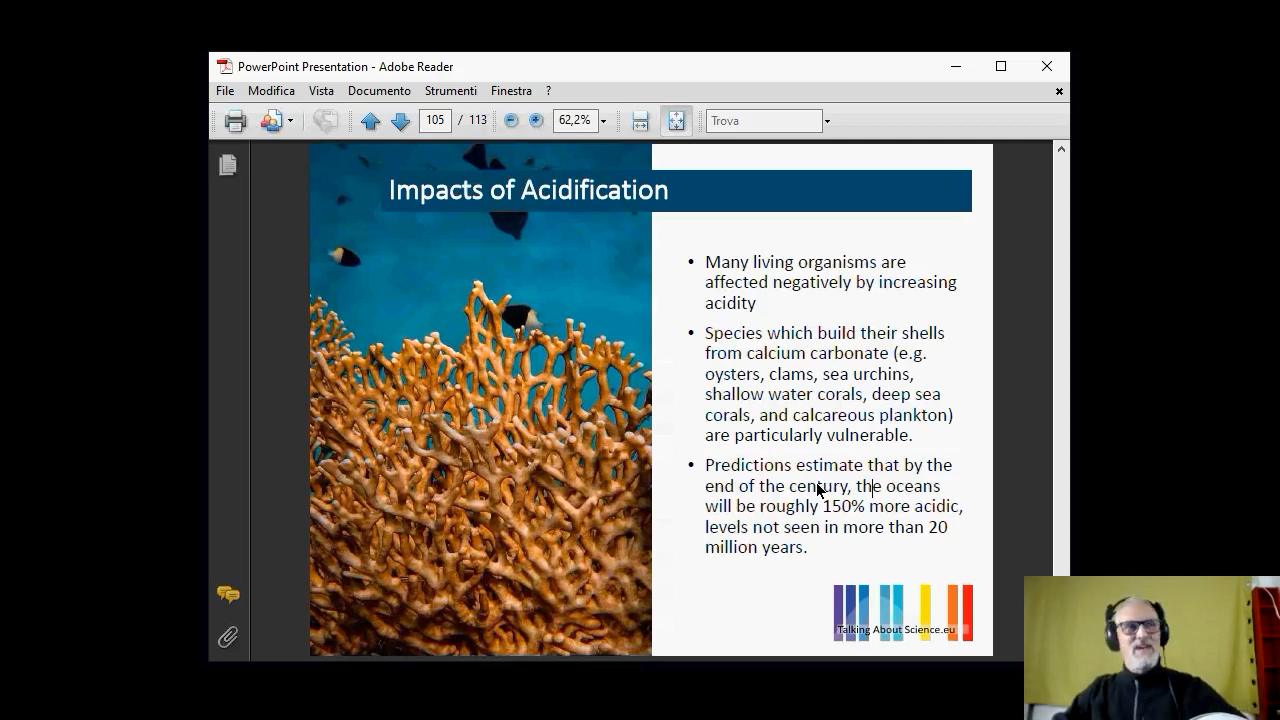 PowerPoint Presentation - Adobe Reader
File Modifica Vista Documento Strumenti Finestra ?
105 / 113 62,2% Trova
Impacts of Acidification
• Many living organisms are
affected negatively by increasing
acidity
• Species which build their shells
from calcium carbonate (e.g.
oysters, clams, sea urchins,
shallow water corals, deep sea
corals, and calcareous plankton)
are particularly vulnerable.
• Predictions estimate that by the
end of the century, the oceans
will be roughly 150% more acidic,
levels not seen in more than 20
million years.
Talking About Science.eu